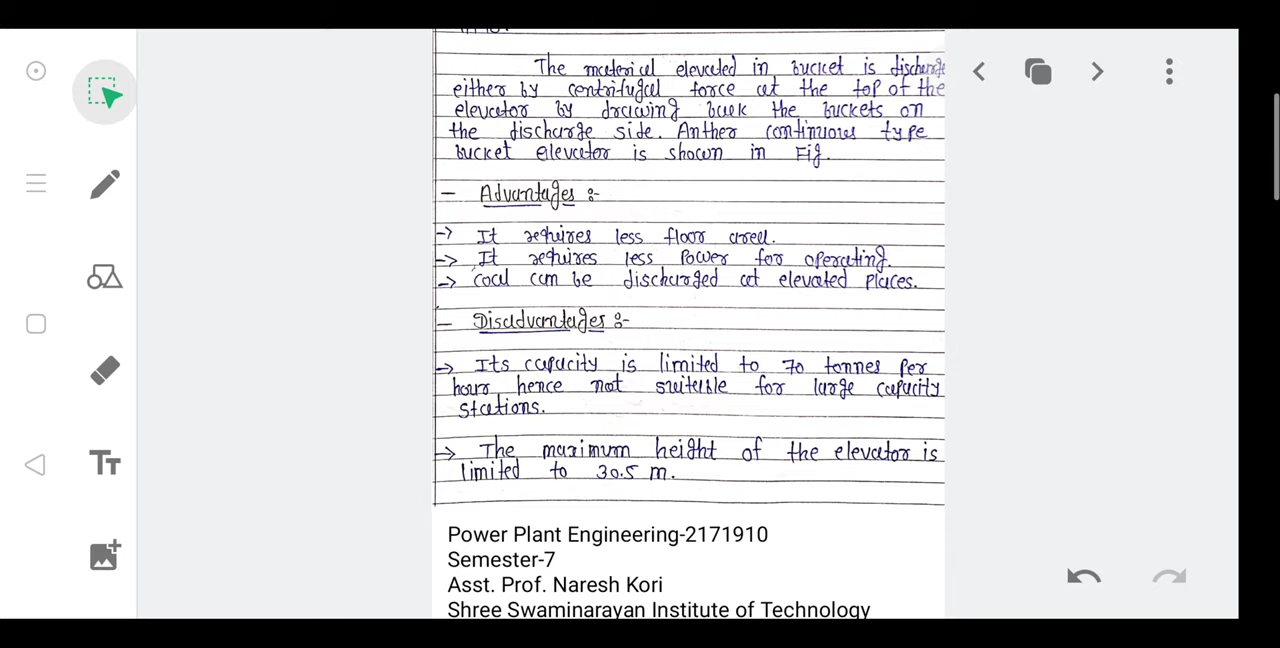 The material elevated in bucket is discharge
either by centrifugal force at the top of the
elevator by drawing back the buckets on
the discharge side. Anther continuous type
bucket elevator is shown in Fig.
- Advantages :-
-> It requires less floor area.
-> It requires less Power for operating.
-> Coal can be discharged at elevated places.
- Disadvantages :-
-> Its capacity is limited to 70 tonnes per
hour hence not suitable for large capacity
stations.
-> The maximum height of the elevator is
limited to 30.5 m.
Power Plant Engineering-2171910
Semester-7
Asst. Prof. Naresh Kori
Shree Swaminarayan Institute of Technology
TT